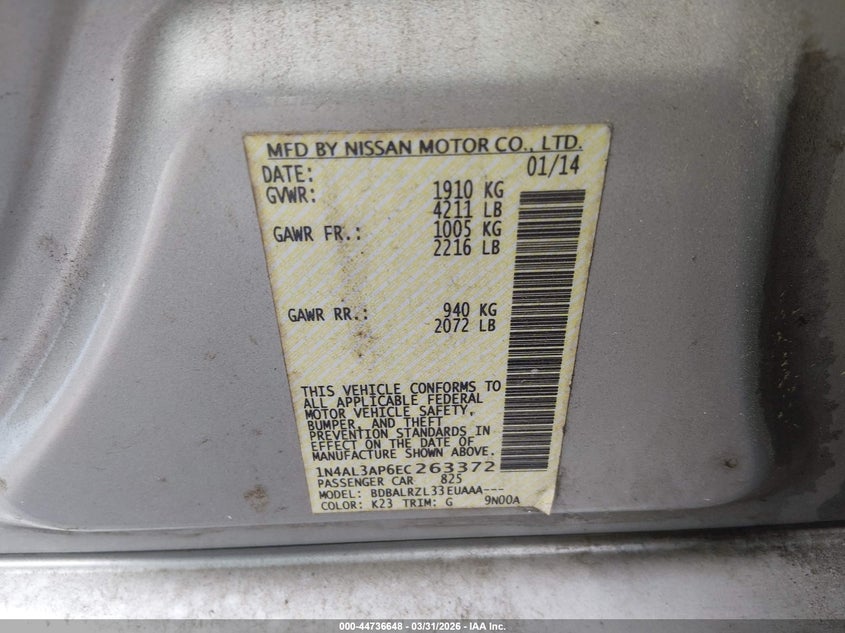 MFD BY NISSAN MOTOR CO., LTD.
DATE: 01/14
GVWR: 1910 KG
4211 LB
GAWR FR.: 1005 KG
2216 LB
GAWR RR.: 940 KG
2072 LB
THIS VEHICLE CONFORMS TO
ALL APPLICABLE FEDERAL
MOTOR VEHICLE SAFETY,
BUMPER, AND THEFT
PREVENTION STANDARDS IN
EFFECT ON THE DATE OF
MANUFACTURE SHOWN ABOVE.
1N4AL3AP6EC263372
PASSENGER CAR 825
MODEL: BDBALRZL33EUAAA---
COLOR: K23 TRIM: G 9N00A
000-44736648 - 03/31/2026 - IAA Inc.